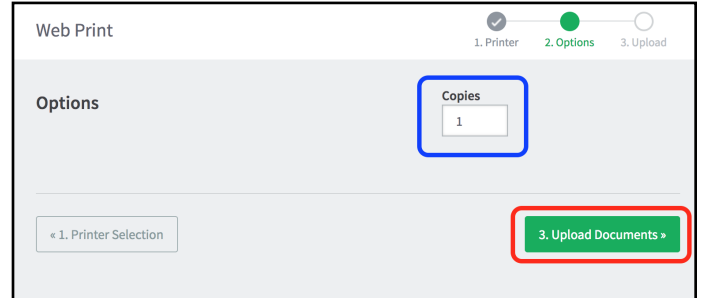 Web Print
1. Printer
2. Options
3. Upload
Options
Copies
1
« 1. Printer Selection
3. Upload Documents »